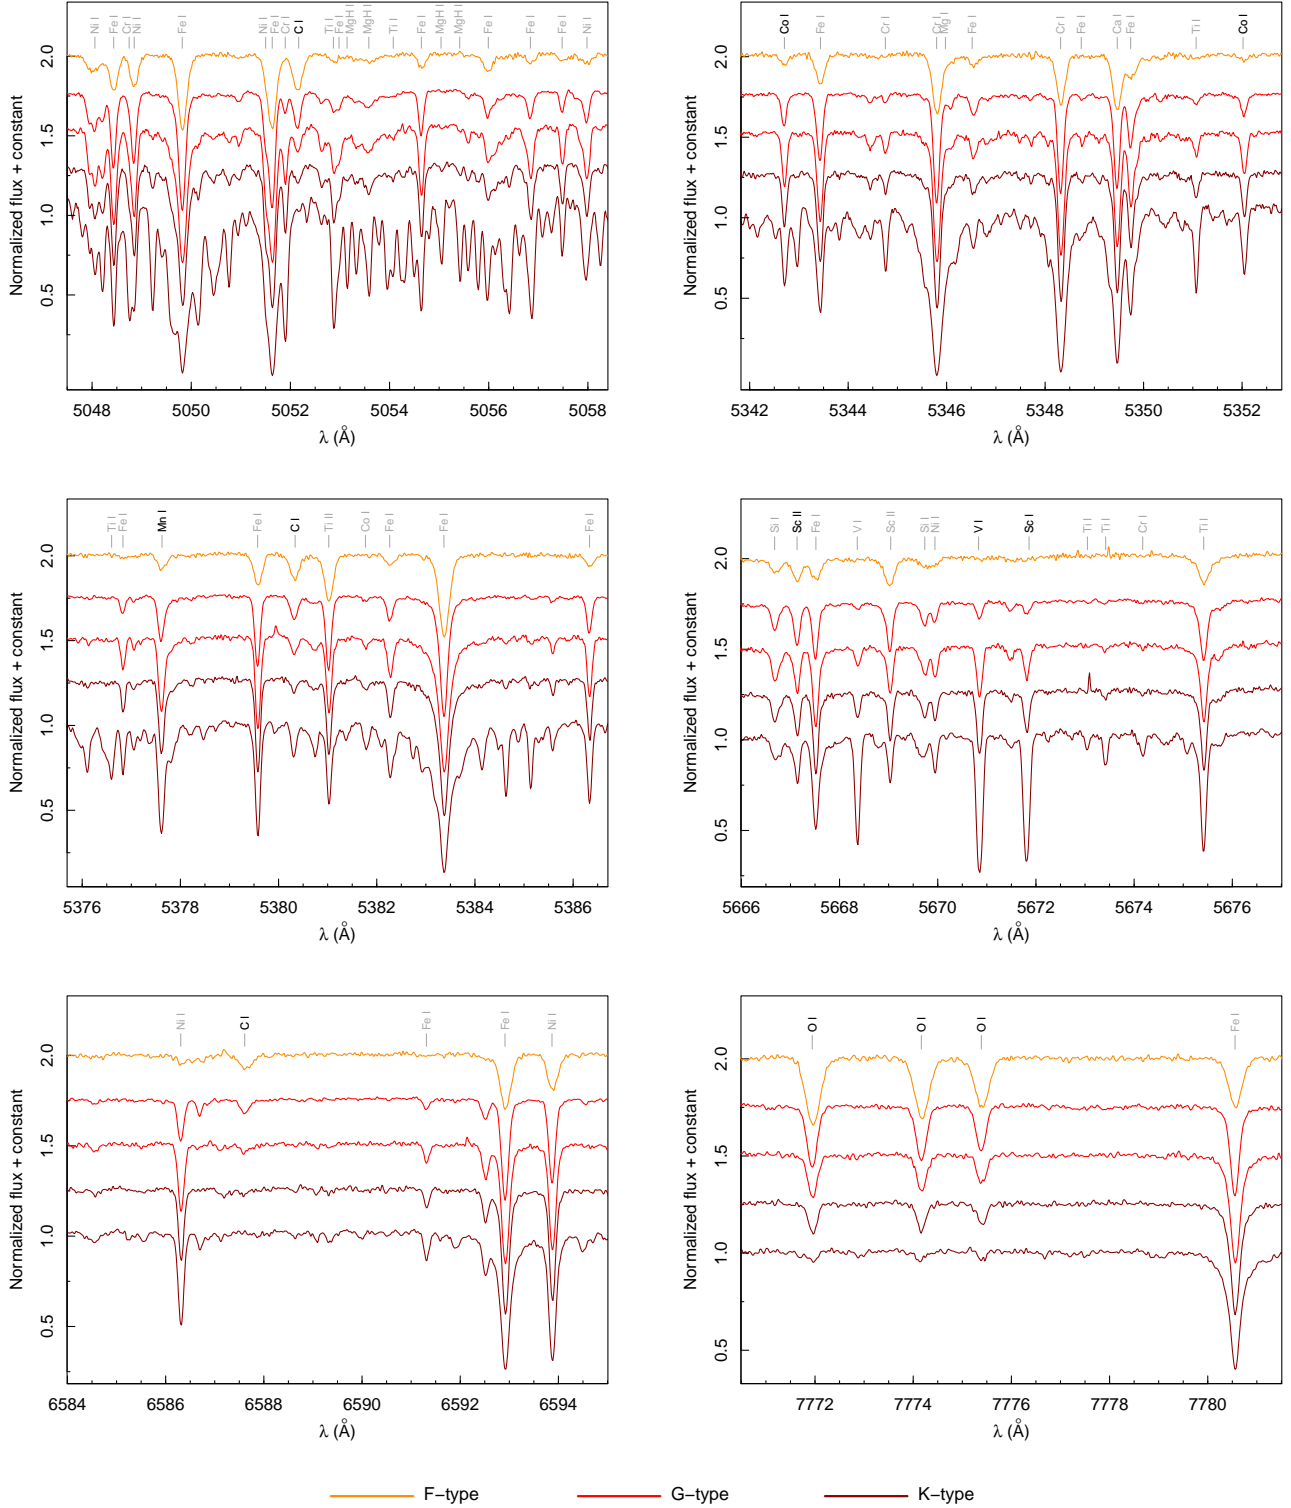 Ni I
Fe I
Cr I
Ni I
Fe I
Ni I
Fe I
Cr I
C I
Ti I
Fe I
MgH I
MgH I
Ti I
Fe I
MgH I
MgH I
Fe I
Fe I
Fe I
Ni I
Normalized flux + constant
2.0
1.5
1.0
0.5
5048 5050 5052 5054 5056 5058
λ (Å)
Co I
Fe I
Cr I
Cr I
Mg I
Fe I
Cr I
Fe I
Ca I
Fe I
Ti I
Co I
Normalized flux + constant
2.0
1.5
1.0
0.5
5342 5344 5346 5348 5350 5352
λ (Å)
Ti I
Fe I
Mn I
Fe I
C I
Ti II
Co I
Fe I
Fe I
Fe I
Normalized flux + constant
2.0
1.5
1.0
0.5
5376 5378 5380 5382 5384 5386
λ (Å)
Si I
Sc II
Fe I
V I
Sc II
Si I
Ni I
V I
Sc I
Ti I
Ti I
Cr I
Ti I
Normalized flux + constant
2.0
1.5
1.0
0.5
5666 5668 5670 5672 5674 5676
λ (Å)
Ni I
C I
Fe I
Fe I
Ni I
Normalized flux + constant
2.0
1.5
1.0
0.5
6584 6586 6588 6590 6592 6594
λ (Å)
O I
O I
O I
Fe I
Normalized flux + constant
2.0
1.5
1.0
0.5
7772 7774 7776 7778 7780
λ (Å)
F−type
G−type
K−type